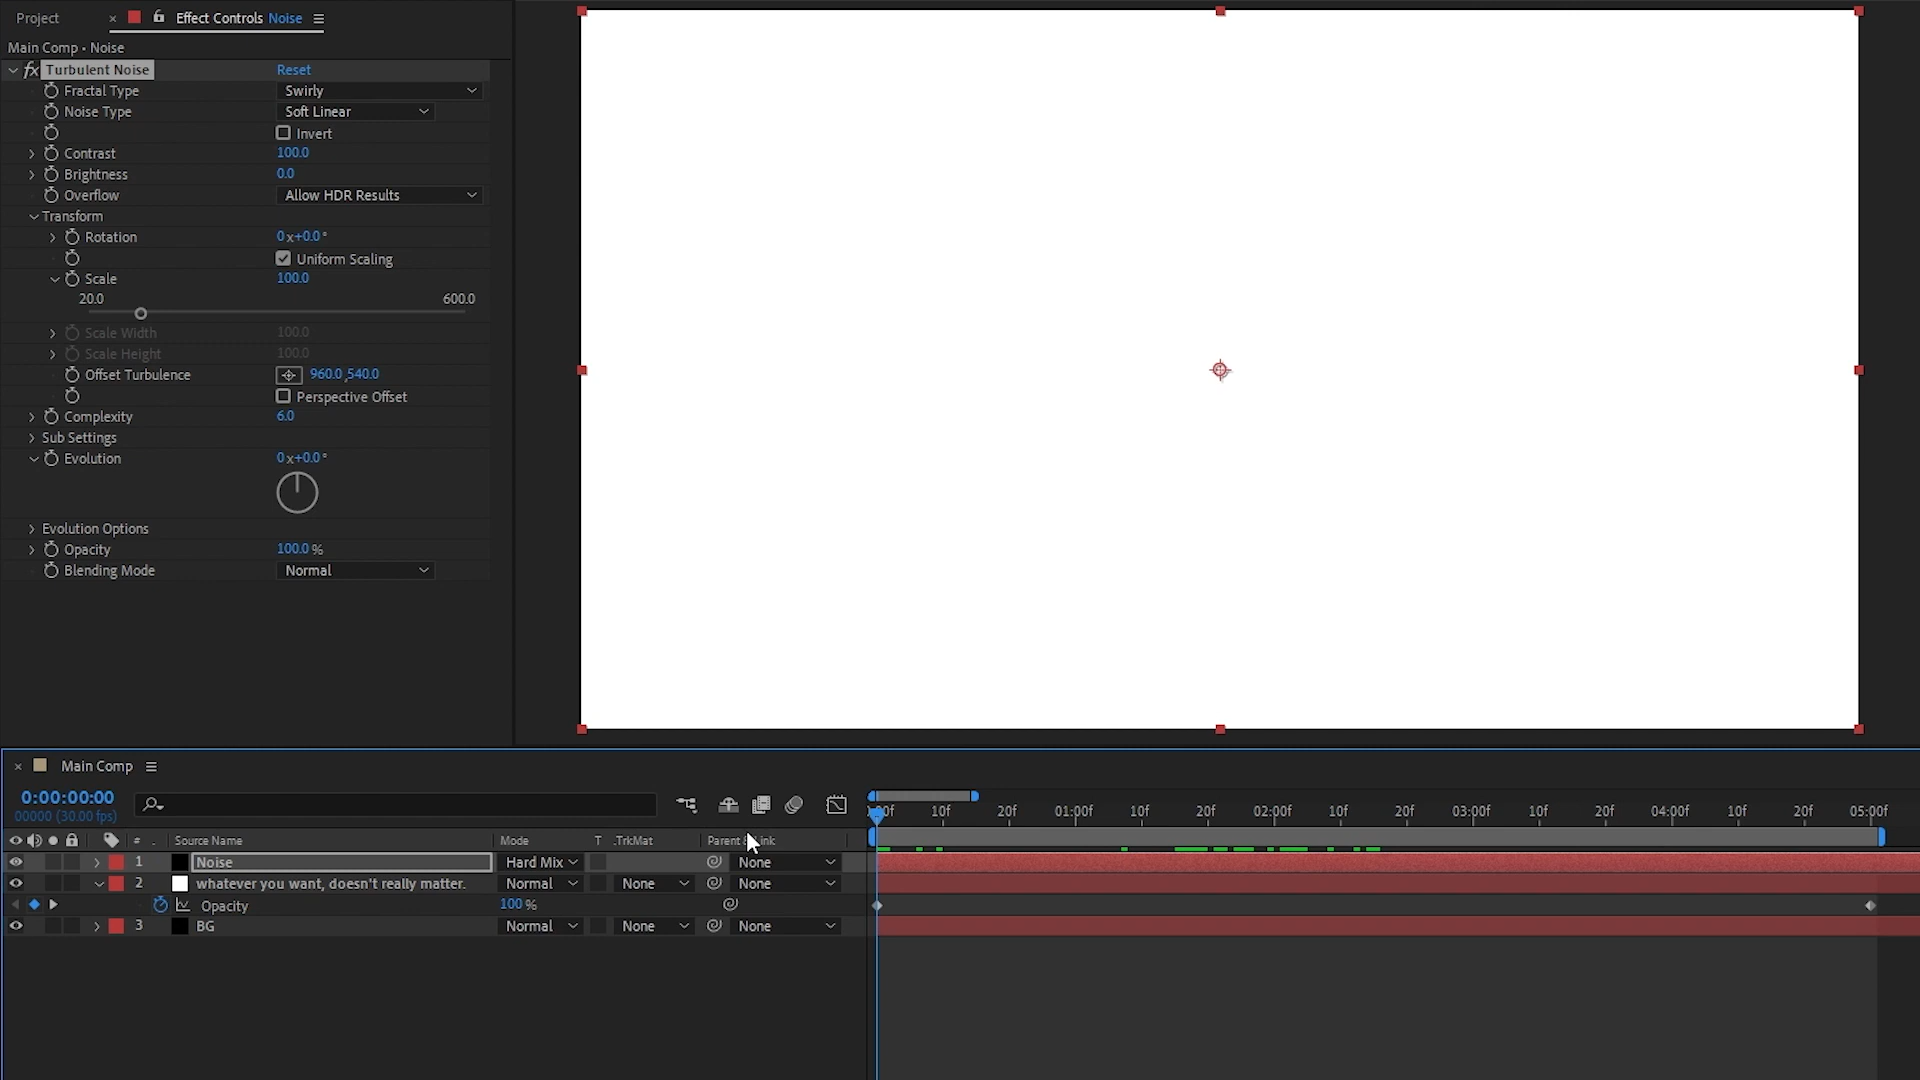 Project
Effect Controls Noise
Main Comp • Noise
fx Turbulent Noise Reset
Fractal Type Swirly
Noise Type Soft Linear
Invert
Contrast 100.0
Brightness 0.0
Overflow Allow HDR Results
Transform
Rotation 0x+0.0°
Uniform Scaling
Scale 100.0
20.0 600.0
Scale Width 100.0
Scale Height 100.0
Offset Turbulence 960.0,540.0
Perspective Offset
Complexity 6.0
Sub Settings
Evolution 0x+0.0°
Evolution Options
Opacity 100.0 %
Blending Mode Normal
Main Comp
0:00:00:00
00000 (30.00 fps)
10f 20f 01:00f 10f 20f 02:00f 10f 20f 03:00f 10f 20f 04:00f 10f 20f 05:00f
# Source Name Mode T .TrkMat
1 Noise Hard Mix None
2 whatever you want, doesn't really matter. Normal None None
Opacity 100 %
3 BG Normal None None